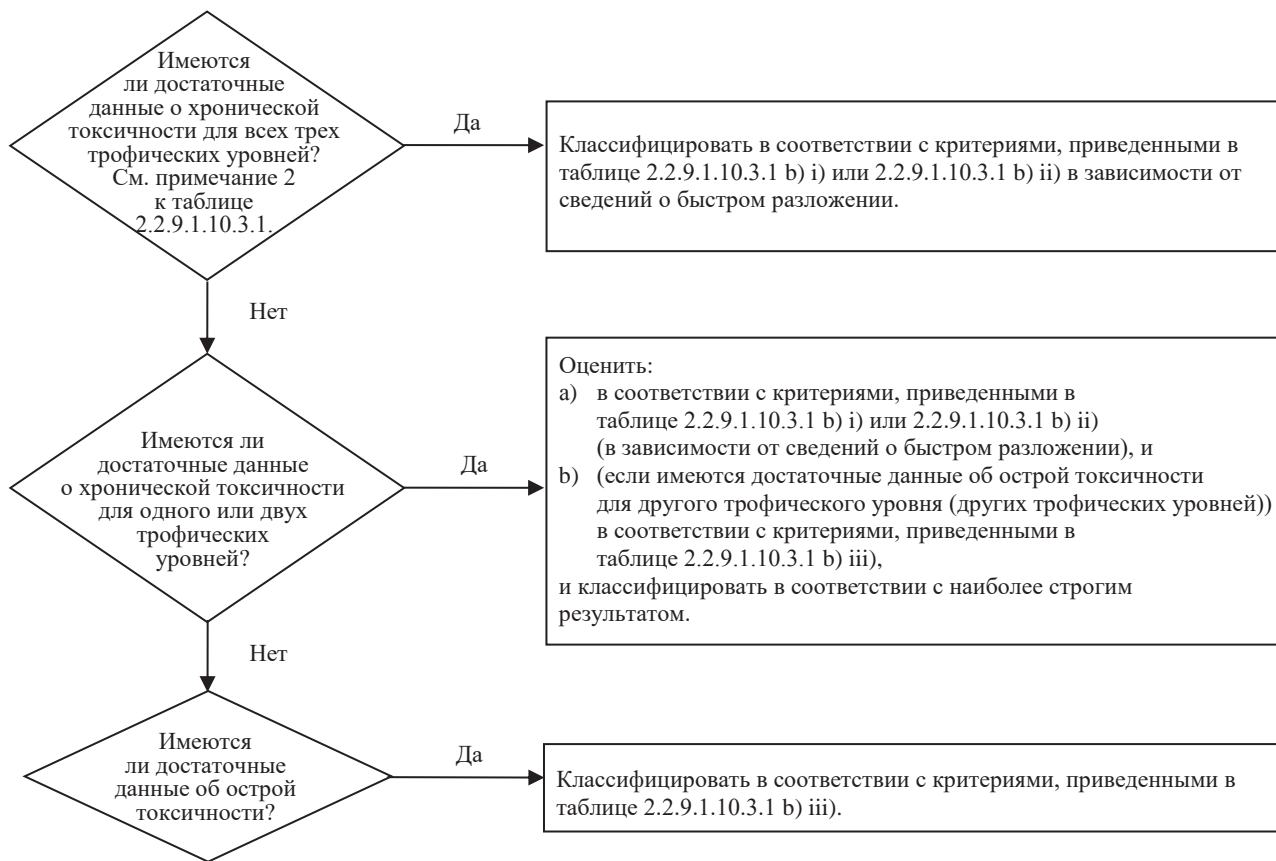 Имеются
ли достаточные
данные о хронической
токсичности для всех трех
трофических уровней?
См. примечание 2
к таблице
2.2.9.1.10.3.1.
Да
Классифицировать в соответствии с критериями, приведенными в
таблице 2.2.9.1.10.3.1 b) i) или 2.2.9.1.10.3.1 b) ii) в зависимости от
сведений о быстром разложении.
Нет
Имеются ли
достаточные данные
о хронической токсичности
для одного или двух
трофических
уровней?
Да
Оценить:
a) в соответствии с критериями, приведенными в
таблице 2.2.9.1.10.3.1 b) i) или 2.2.9.1.10.3.1 b) ii)
(в зависимости от сведений о быстром разложении), и
b) (если имеются достаточные данные об острой токсичности
для другого трофического уровня (других трофических уровней))
в соответствии с критериями, приведенными в
таблице 2.2.9.1.10.3.1 b) iii),
и классифицировать в соответствии с наиболее строгим
результатом.
Нет
Имеются
ли достаточные
данные об острой
токсичности?
Да
Классифицировать в соответствии с критериями, приведенными в
таблице 2.2.9.1.10.3.1 b) iii).